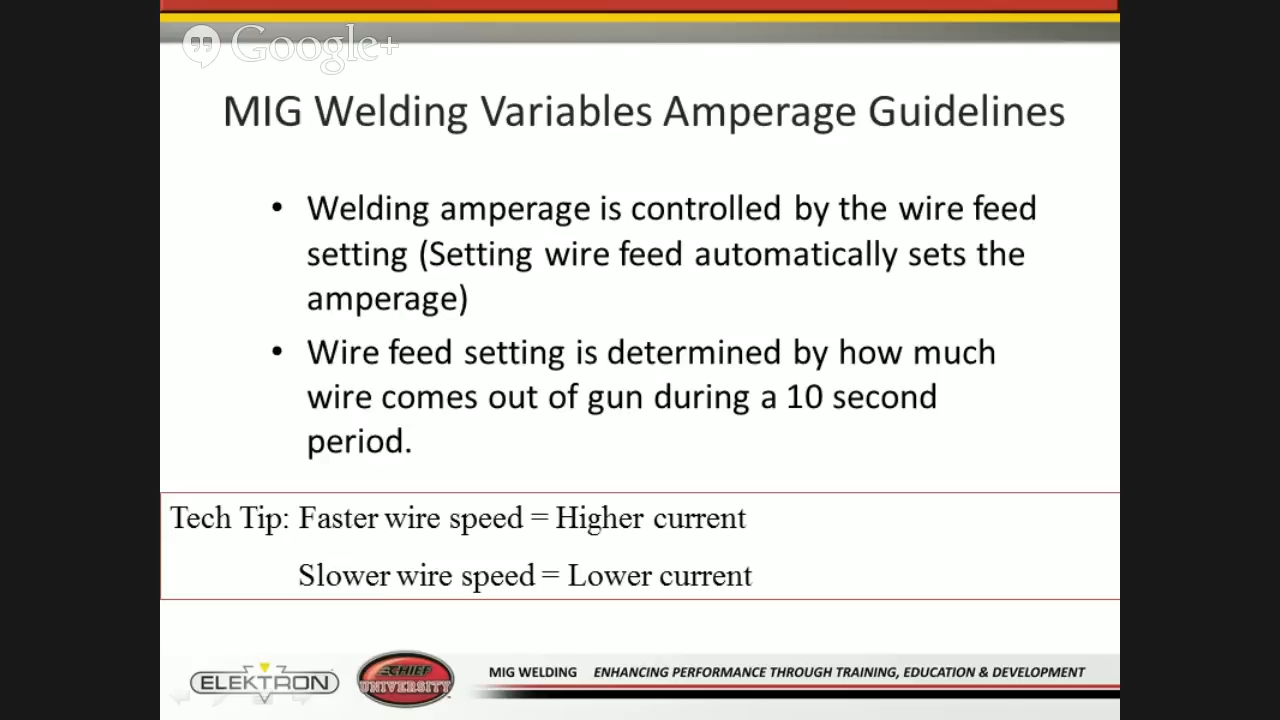 Google+
MIG Welding Variables Amperage Guidelines
• Welding amperage is controlled by the wire feed
setting (Setting wire feed automatically sets the
amperage)
• Wire feed setting is determined by how much
wire comes out of gun during a 10 second
period.
Tech Tip: Faster wire speed = Higher current
Slower wire speed = Lower current
ELEKTRON
CHIEF
UNIVERSITY
MIG WELDING ENHANCING PERFORMANCE THROUGH TRAINING, EDUCATION & DEVELOPMENT